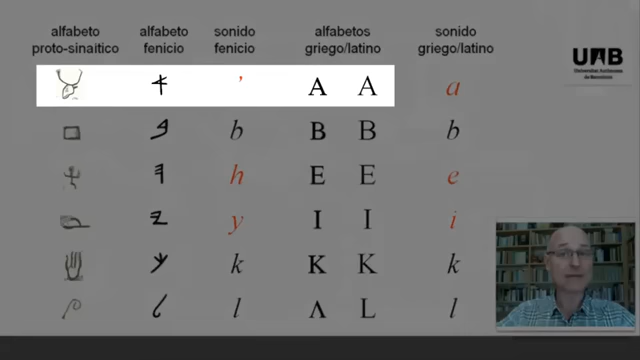 alfabeto proto-sinaítico alfabeto fenicio sonido fenicio alfabetos griego/latino sonido griego/latino
𐤀 ’ Α A a
𐤁 b Β B b
𐤄 h Ε E e
𐤉 y Ι I i
𐤊 k Κ K k
𐤋 l Λ L l
UAB
Universitat Autònoma
de Barcelona